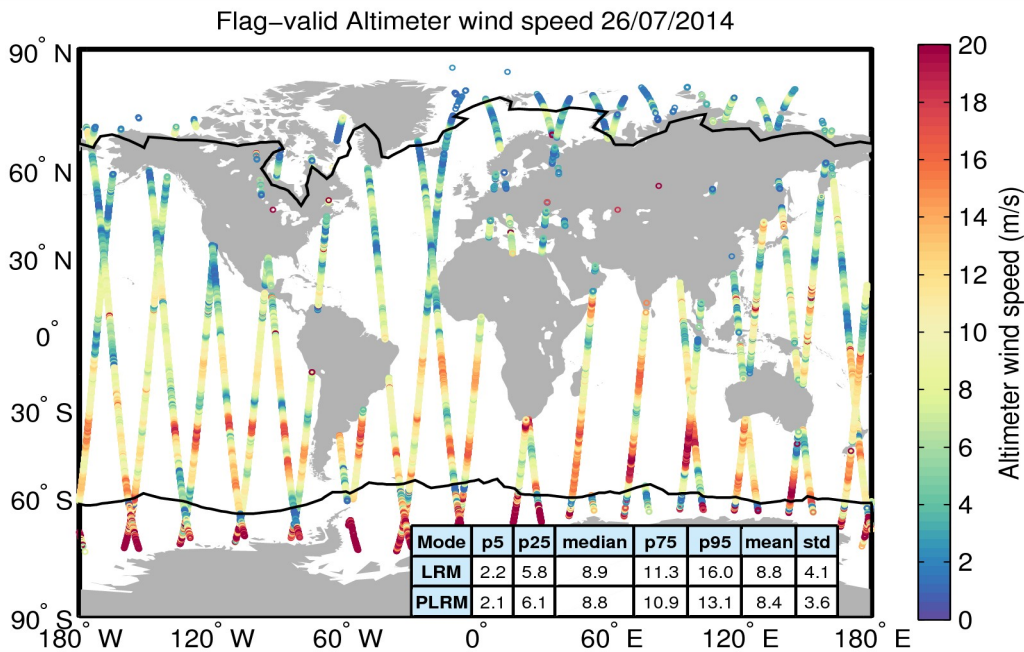 Flag−valid Altimeter wind speed 26/07/2014
90° N
60° N
30° N
0°
30° S
60° S
90° S
180° W
120° W
60° W
0°
60° E
120° E
180° E
Mode p5 p25 median p75 p95 mean std
LRM 2.2 5.8 8.9 11.3 16.0 8.8 4.1
PLRM 2.1 6.1 8.8 10.9 13.1 8.4 3.6
20
18
16
14
12
10
8
6
4
2
0
Altimeter wind speed (m/s)